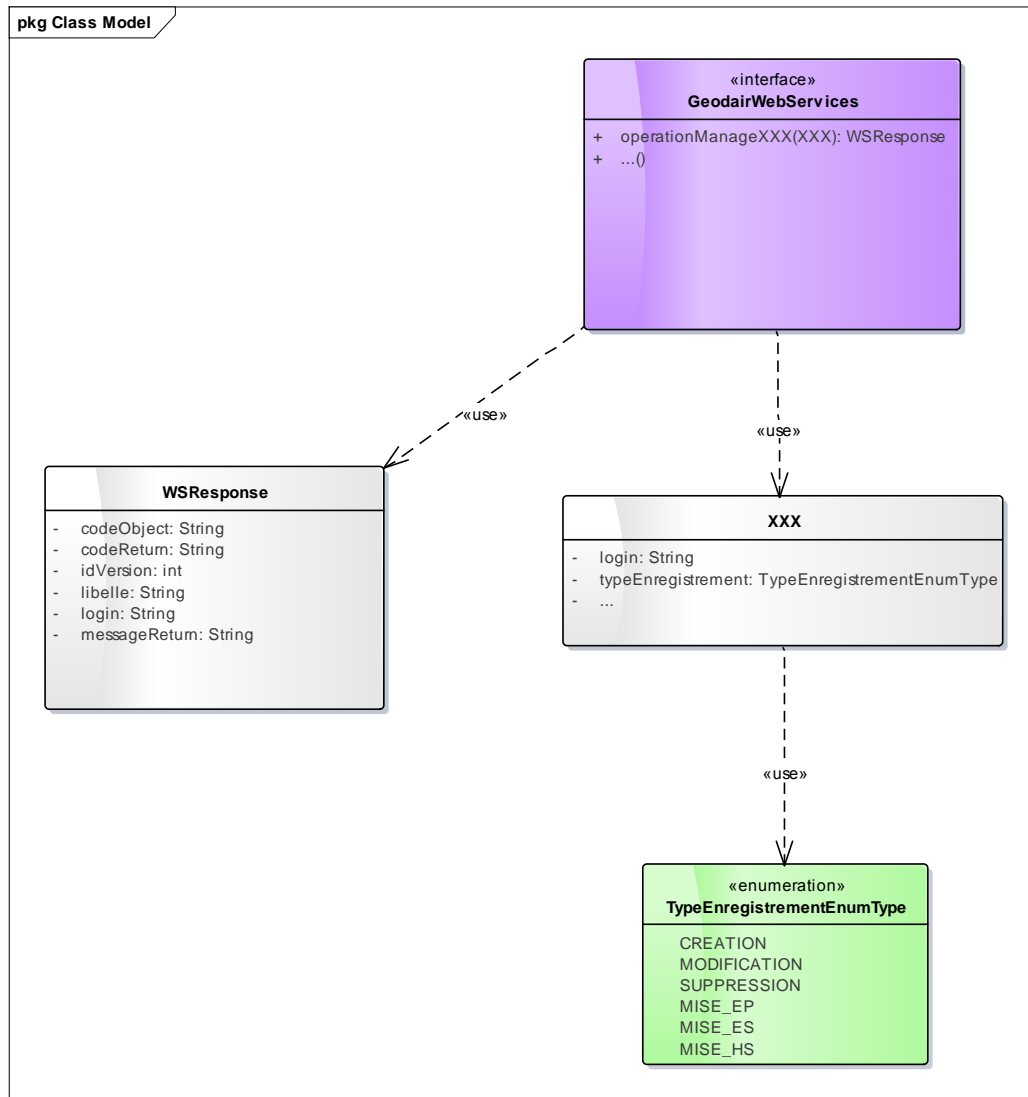 pkg Class Model
«interface»
GeodairWebServices
+ operationManageXXX(XXX): WSResponse
+ ...()
«use»
«use»
WSResponse
- codeObject: String
- codeReturn: String
- idVersion: int
- libelle: String
- login: String
- messageReturn: String
XXX
- login: String
- typeEnregistrement: TypeEnregistrementEnumType
- ...
«use»
«enumeration»
TypeEnregistrementEnumType
CREATION
MODIFICATION
SUPPRESSION
MISE_EP
MISE_ES
MISE_HS